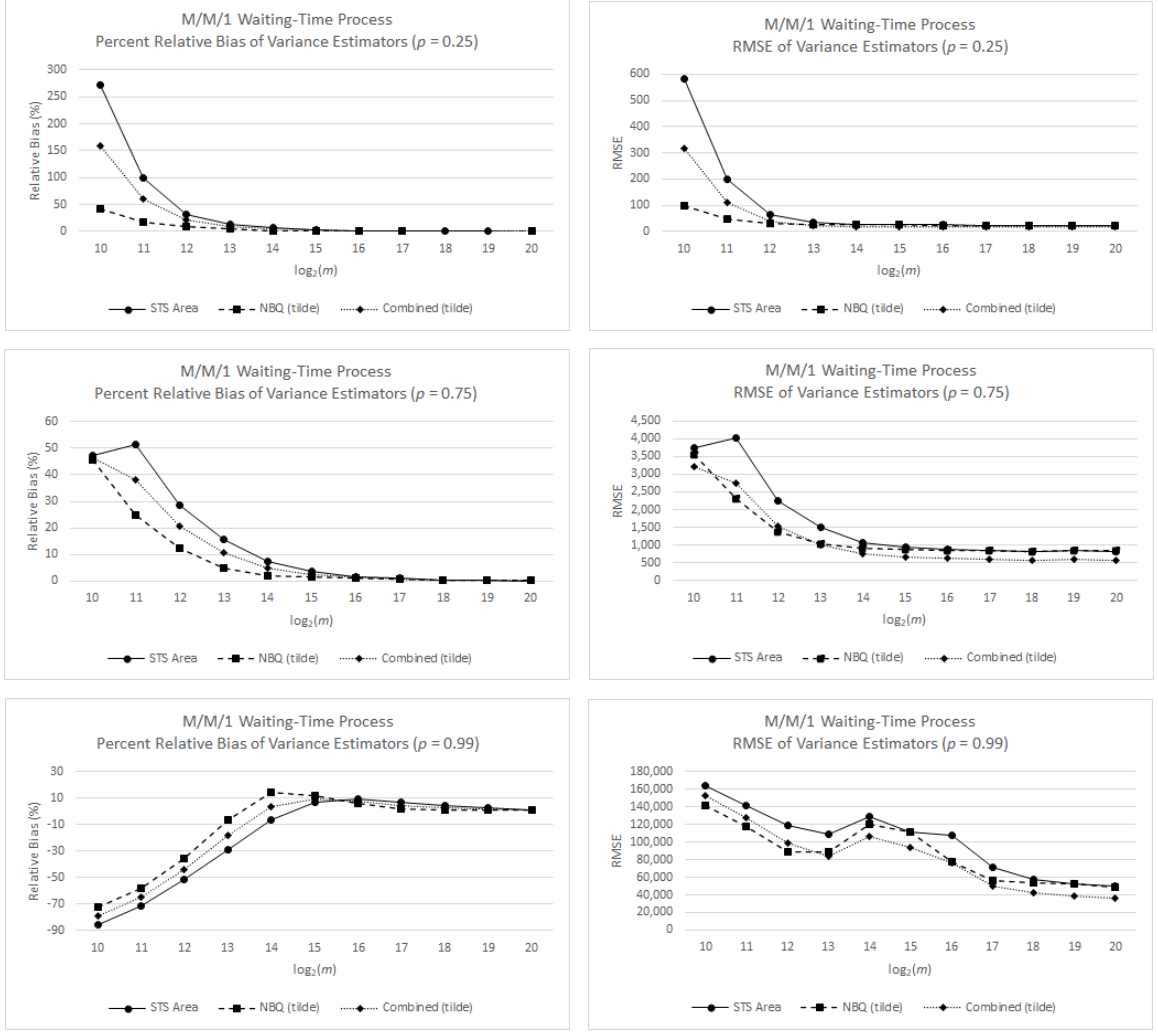 M/M/1 Waiting-Time Process
Percent Relative Bias of Variance Estimators (p = 0.25)
300
250
200
150
100
50
0
Relative Bias (%)
10 11 12 13 14 15 16 17 18 19 20
log₂(m)
STS Area NBQ (tilde) Combined (tilde)
M/M/1 Waiting-Time Process
RMSE of Variance Estimators (p = 0.25)
600
500
400
300
200
100
0
RMSE
10 11 12 13 14 15 16 17 18 19 20
log₂(m)
STS Area NBQ (tilde) Combined (tilde)
M/M/1 Waiting-Time Process
Percent Relative Bias of Variance Estimators (p = 0.75)
60
50
40
30
20
10
0
Relative Bias (%)
10 11 12 13 14 15 16 17 18 19 20
log₂(m)
STS Area NBQ (tilde) Combined (tilde)
M/M/1 Waiting-Time Process
RMSE of Variance Estimators (p = 0.75)
4,500
4,000
3,500
3,000
2,500
2,000
1,500
1,000
500
0
RMSE
10 11 12 13 14 15 16 17 18 19 20
log₂(m)
STS Area NBQ (tilde) Combined (tilde)
M/M/1 Waiting-Time Process
Percent Relative Bias of Variance Estimators (p = 0.99)
30
10
-10
-30
-50
-70
-90
Relative Bias (%)
10 11 12 13 14 15 16 17 18 19 20
log₂(m)
STS Area NBQ (tilde) Combined (tilde)
M/M/1 Waiting-Time Process
RMSE of Variance Estimators (p = 0.99)
180,000
160,000
140,000
120,000
100,000
80,000
60,000
40,000
20,000
0
RMSE
10 11 12 13 14 15 16 17 18 19 20
log₂(m)
STS Area NBQ (tilde) Combined (tilde)